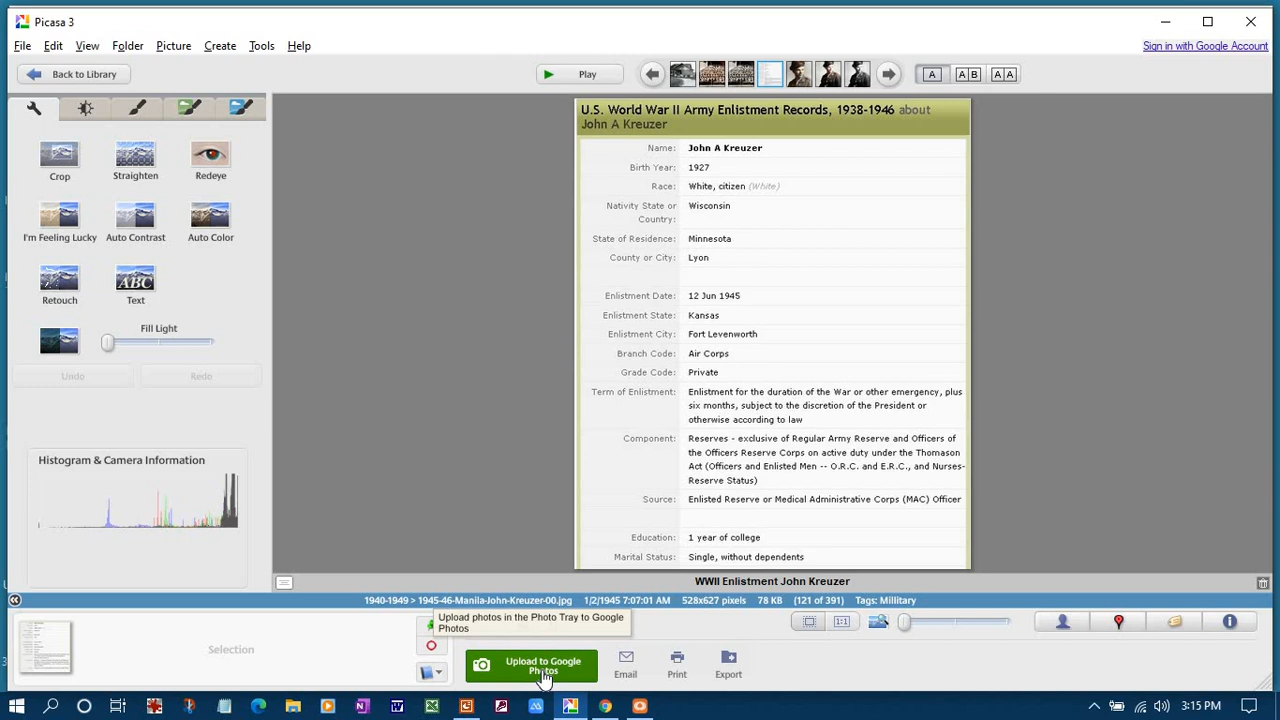 Picasa 3
File Edit View Folder Picture Create Tools Help
Sign in with Google Account
Back to Library
Play
A
A B
A A
Crop
Straighten
Redeye
I'm Feeling Lucky
Auto Contrast
Auto Color
Retouch
ABC
Text
Fill Light
Undo
Redo
Histogram & Camera Information
U.S. World War II Army Enlistment Records, 1938-1946 about
John A Kreuzer
Name: John A Kreuzer
Birth Year: 1927
Race: White, citizen (White)
Nativity State or Wisconsin
Country:
State of Residence: Minnesota
County or City: Lyon
Enlistment Date: 12 Jun 1945
Enlistment State: Kansas
Enlistment City: Fort Levenworth
Branch Code: Air Corps
Grade Code: Private
Term of Enlistment: Enlistment for the duration of the War or other emergency, plus
six months, subject to the discretion of the President or
otherwise according to law
Component: Reserves - exclusive of Regular Army Reserve and Officers of
the Officers Reserve Corps on active duty under the Thomason
Act (Officers and Enlisted Men -- O.R.C. and E.R.C., and Nurses-
Reserve Status)
Source: Enlisted Reserve or Medical Administrative Corps (MAC) Officer
Education: 1 year of college
Marital Status: Single, without dependents
WWII Enlistment John Kreuzer
1940-1949 > 1945-46-Manila-John-Kreuzer-00.jpg 1/2/1945 7:07:01 AM 528x627 pixels 78 KB (121 of 391) Tags: Millitary
Upload photos in the Photo Tray to Google
Photos
1:1
Selection
Upload to Google
Photos
Email
Print
Export
3:15 PM